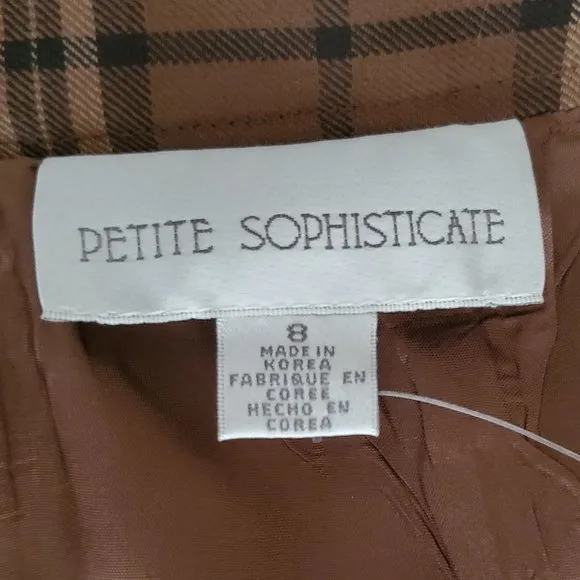 PETITE SOPHISTICATE
8
MADE IN
KOREA
FABRIQUE EN
COREE
HECHO EN
COREA